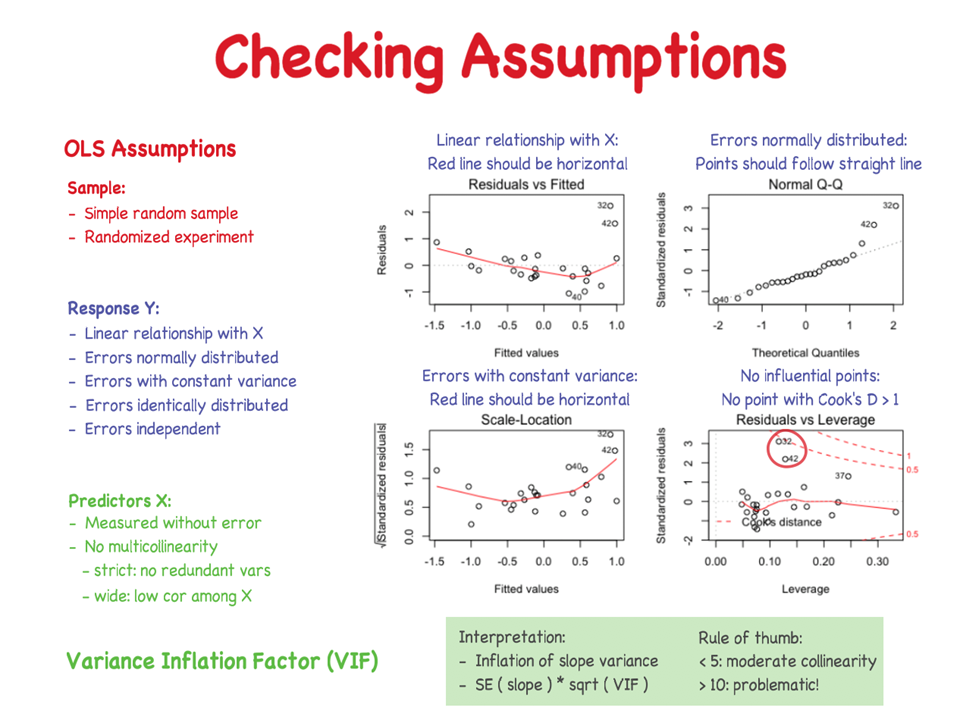 Checking Assumptions
OLS Assumptions
Sample:
- Simple random sample
- Randomized experiment
Response Y:
- Linear relationship with X
- Errors normally distributed
- Errors with constant variance
- Errors identically distributed
- Errors independent
Predictors X:
- Measured without error
- No multicollinearity
- strict: no redundant vars
- wide: low cor among X
Variance Inflation Factor (VIF)
Linear relationship with X:
Red line should be horizontal
Residuals vs Fitted
Residuals
2
1
0
-1
32
42
40
-1.5 -1.0 -0.5 0.0 0.5 1.0
Fitted values
Errors normally distributed:
Points should follow straight line
Normal Q-Q
Standardized residuals
3
2
1
0
-1
32
42
40
-2 -1 0 1 2
Theoretical Quantiles
Errors with constant variance:
Red line should be horizontal
Scale-Location
√|Standardized residuals|
1.5
1.0
0.5
0.0
32
42
40
-1.5 -1.0 -0.5 0.0 0.5 1.0
Fitted values
No influential points:
No point with Cook's D > 1
Residuals vs Leverage
Standardized residuals
3
2
1
0
-2
32
42
37
1
0.5
0.5
Cook's distance
0.00 0.10 0.20 0.30
Leverage
Interpretation:
- Inflation of slope variance
- SE ( slope ) * sqrt ( VIF )
Rule of thumb:
< 5: moderate collinearity
> 10: problematic!